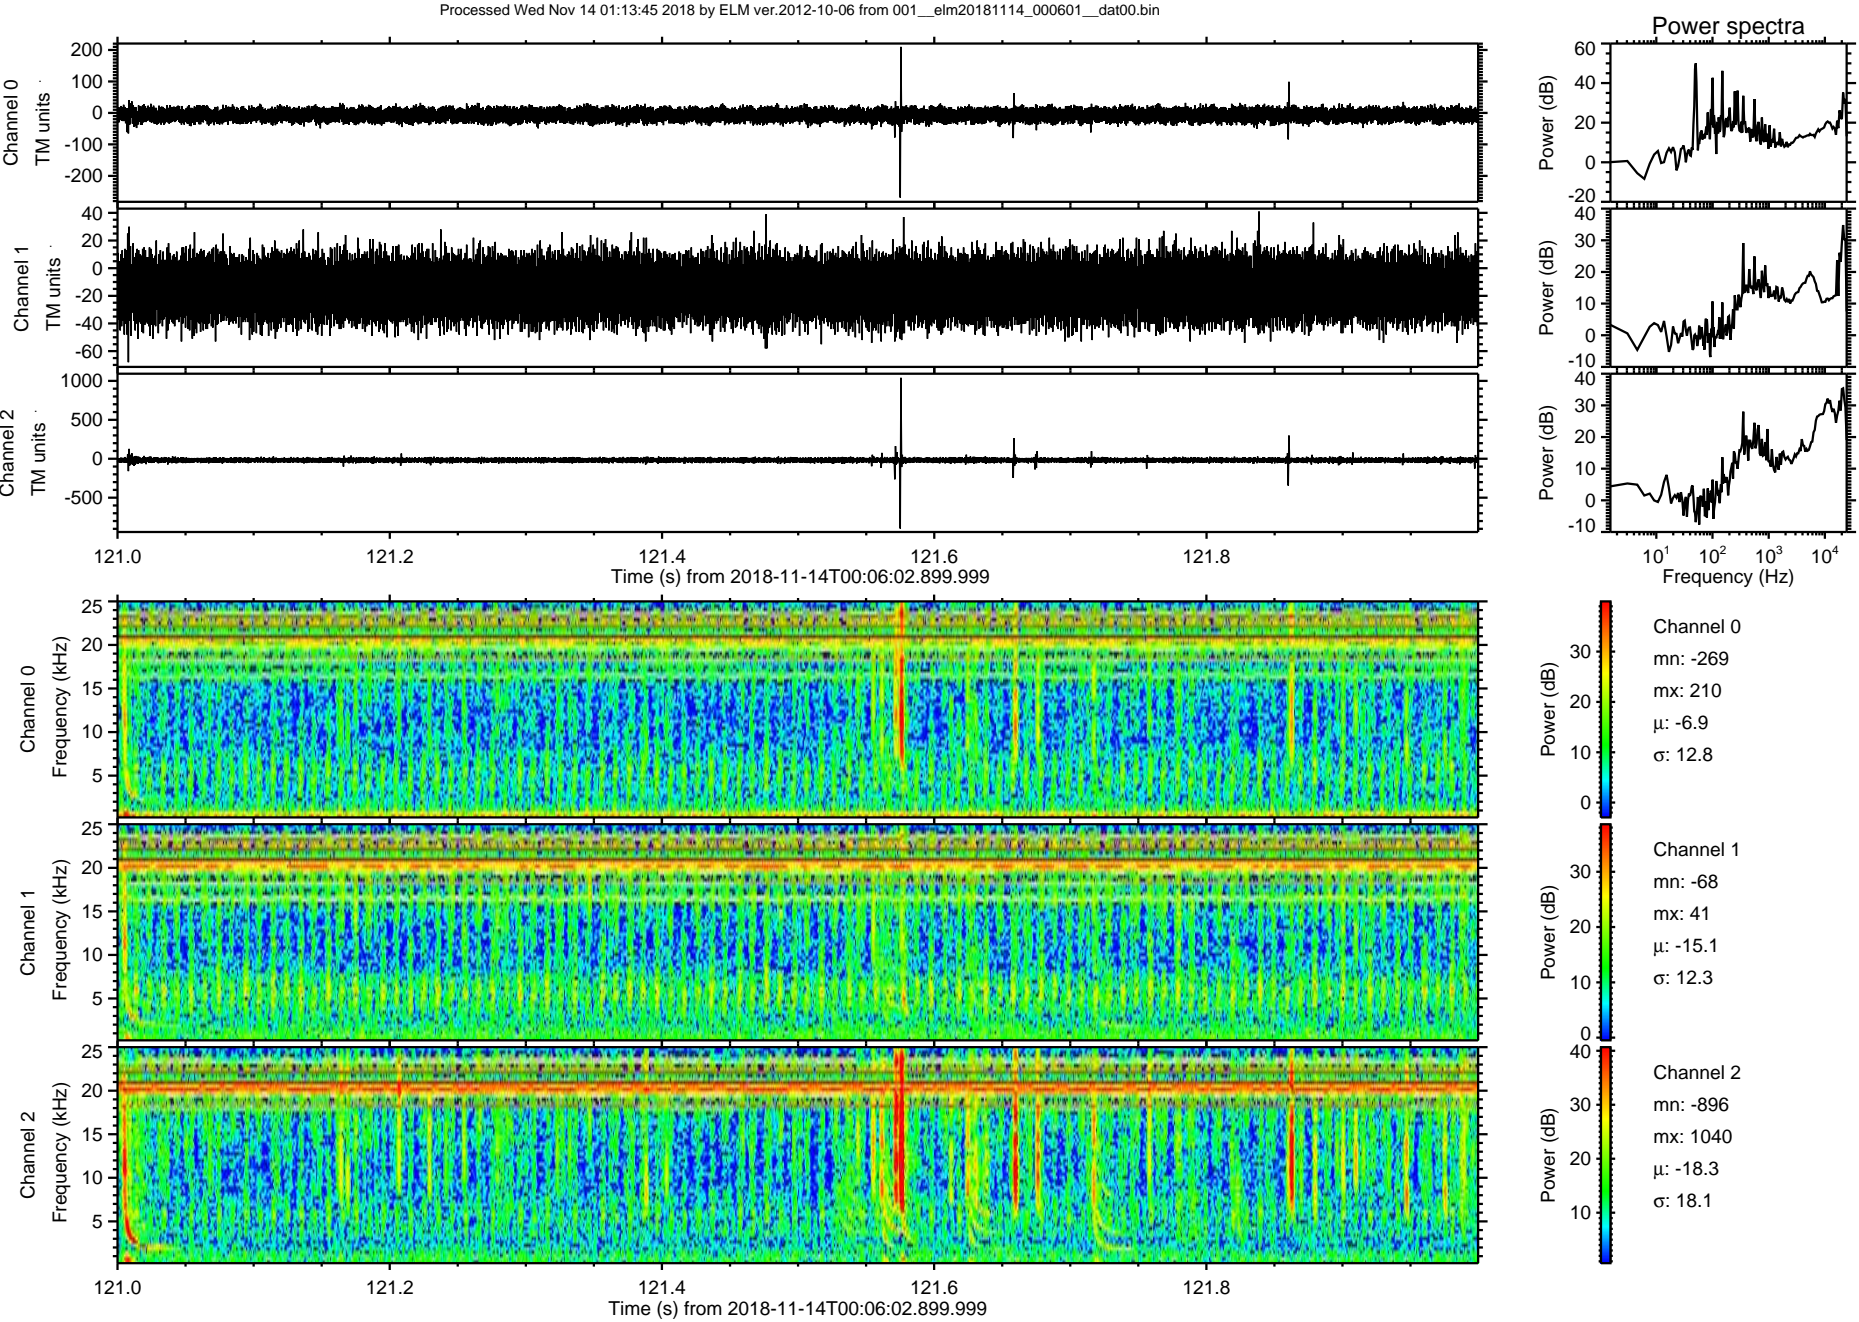 Processed Wed Nov 14 01:13:45 2018 by ELM ver.2012-10-06 from 001__elm20181114_000601__dat00.bin
Power spectra
Channel 0
TM units
200
100
0
-100
-200
Power (dB)
60
40
20
0
-20
Channel 1
TM units
40
20
0
-20
-40
-60
Power (dB)
40
30
20
10
0
-10
Channel 2
TM units
1000
500
0
-500
Power (dB)
40
30
20
10
0
-10
121.0 121.2 121.4 121.6 121.8
Time (s) from 2018-11-14T00:06:02.899.999
10^1 10^2 10^3 10^4
Frequency (Hz)
Channel 0
Frequency (kHz)
25
20
15
10
5
Power (dB)
30
20
10
0
Channel 0
mn: -269
mx: 210
μ: -6.9
σ: 12.8
Channel 1
Frequency (kHz)
25
20
15
10
5
Power (dB)
30
20
10
0
Channel 1
mn: -68
mx: 41
μ: -15.1
σ: 12.3
Channel 2
Frequency (kHz)
25
20
15
10
5
Power (dB)
40
30
20
10
Channel 2
mn: -896
mx: 1040
μ: -18.3
σ: 18.1
121.0 121.2 121.4 121.6 121.8
Time (s) from 2018-11-14T00:06:02.899.999